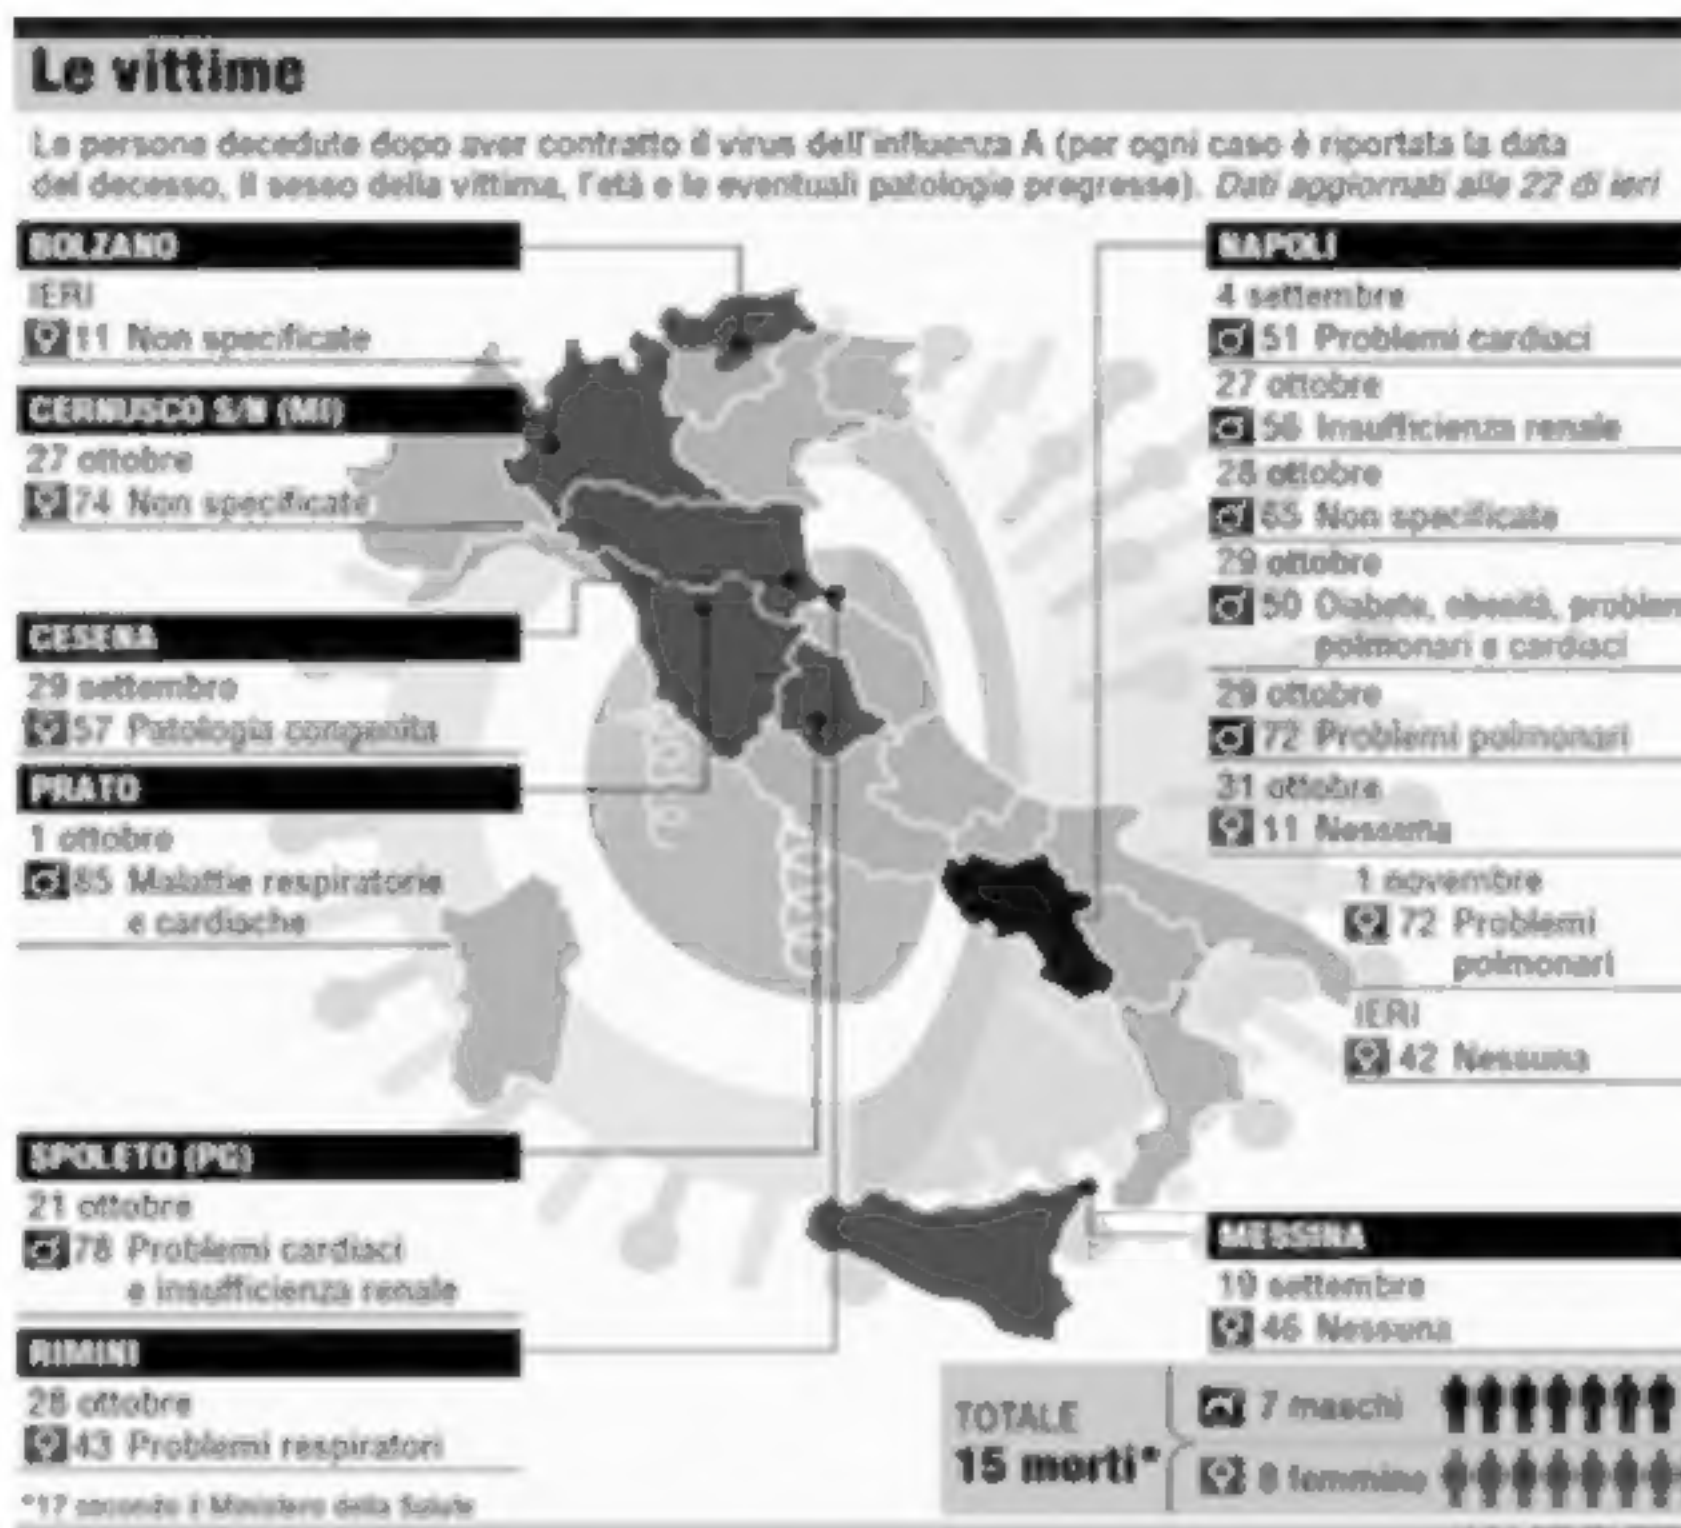 Le vittime
Le persone decedute dopo aver contratto il virus dell'influenza A (per ogni caso è riportata la data
del decesso, il sesso della vittima, l'età e le eventuali patologie pregresse). Dati aggiornati alle 22 di ieri
BOLZANO
IERI
11 Non specificate
CERNUSCO S/N (MI)
27 ottobre
74 Non specificate
CESENA
29 settembre
57 Patologia congenita
PRATO
1 ottobre
85 Malattie respiratorie
e cardiache
SPOLETO (PG)
21 ottobre
78 Problemi cardiaci
e insufficienza renale
RIMINI
28 ottobre
43 Problemi respiratori
*17 secondo il Ministero della Salute
NAPOLI
4 settembre
51 Problemi cardiaci
27 ottobre
56 Insufficienza renale
28 ottobre
65 Non specificate
29 ottobre
50 Diabete, obesità, problem
polmonari e cardiaci
29 ottobre
72 Problemi polmonari
31 ottobre
11 Nessuna
1 novembre
72 Problemi
polmonari
IERI
42 Nessuna
MESSINA
19 settembre
46 Nessuna
TOTALE
15 morti*
7 maschi
8 femmine